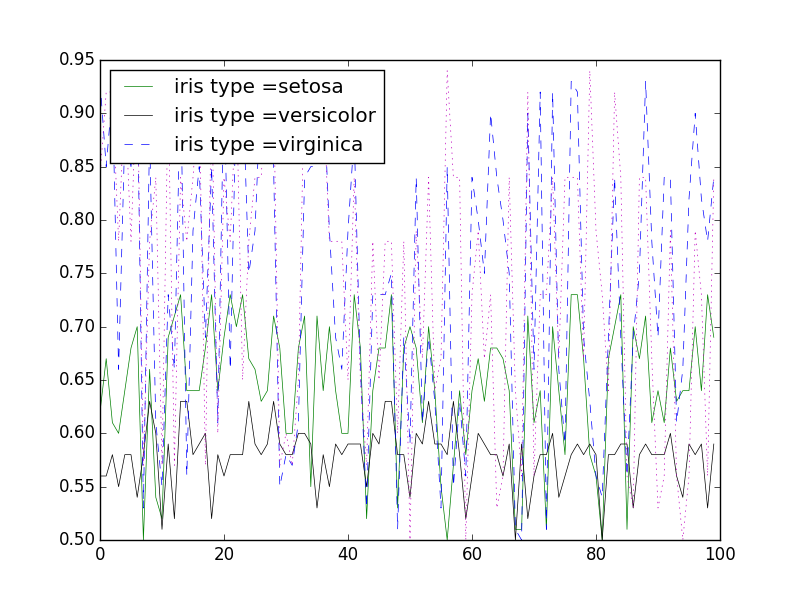 0.95
0.90
0.85
0.80
0.75
0.70
0.65
0.60
0.55
0.50
iris type =setosa
iris type =versicolor
iris type =virginica
0 20 40 60 80 100